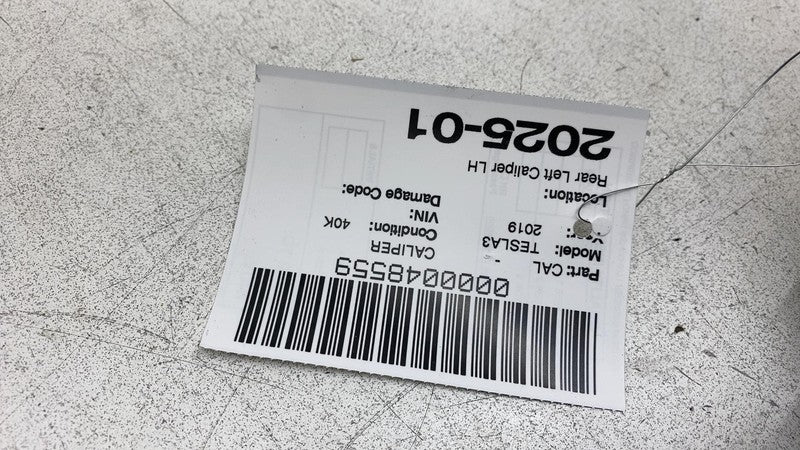 0000048559
Part: CAL - CALIPER
Model: TESLA3 Condition: 40K
Year: 2019 VIN:
Location: Damage Code:
Rear Left Caliper LH
2025-01